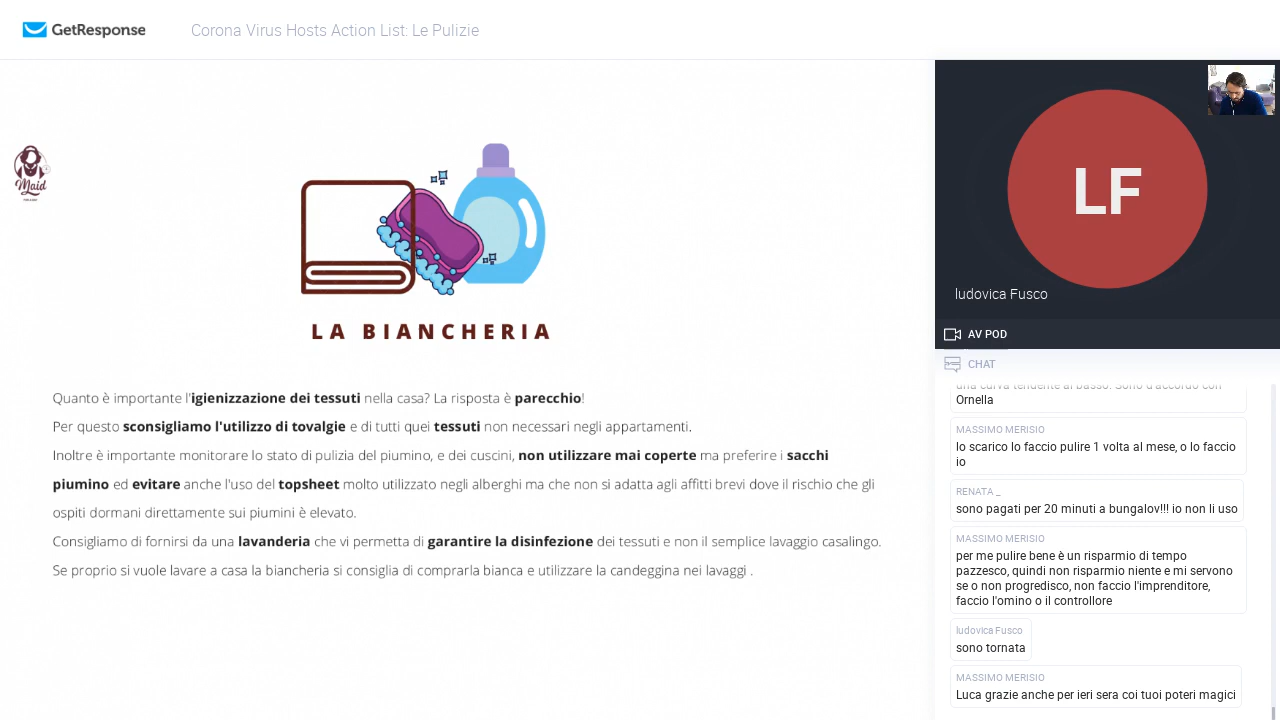 GetResponse
Corona Virus Hosts Action List: Le Pulizie
Maid
LA BIANCHERIA
Quanto è importante l'igienizzazione dei tessuti nella casa? La risposta è parecchio!
Per questo sconsigliamo l'utilizzo di tovalgie e di tutti quei tessuti non necessari negli appartamenti.
Inoltre è importante monitorare lo stato di pulizia del piumino, e dei cuscini, non utilizzare mai coperte ma preferire i sacchi
piumino ed evitare anche l'uso del topsheet molto utilizzato negli alberghi ma che non si adatta agli affitti brevi dove il rischio che gli
ospiti dormani direttamente sui piumini è elevato.
Consigliamo di fornirsi da una lavanderia che vi permetta di garantire la disinfezione dei tessuti e non il semplice lavaggio casalingo.
Se proprio si vuole lavare a casa la biancheria si consiglia di comprarla bianca e utilizzare la candeggina nei lavaggi .
LF
ludovica Fusco
AV POD
CHAT
una curva tendente al basso. Sono d'accordo con
Ornella
MASSIMO MERISIO
lo scarico lo faccio pulire 1 volta al mese, o lo faccio
io
RENATA _
sono pagati per 20 minuti a bungalov!!! io non li uso
MASSIMO MERISIO
per me pulire bene è un risparmio di tempo
pazzesco, quindi non risparmio niente e mi servono
se o non progredisco, non faccio l'imprenditore,
faccio l'omino o il controllore
ludovica Fusco
sono tornata
MASSIMO MERISIO
Luca grazie anche per ieri sera coi tuoi poteri magici